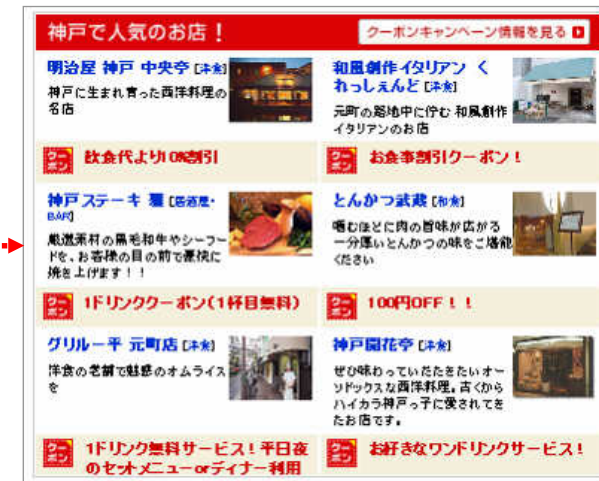 神戸で人気のお店！
クーポンキャンペーン情報を見る
明治屋 神戸 中央亭 [洋食]
神戸に生まれ育った西洋料理の
名店
クーポン
飲食代より10%割引
和風創作イタリアン く
れっしぇんど [洋食]
元町の路地中に佇む 和風創作
イタリアンのお店
クーポン
お食事割引クーポン！
神戸ステーキ [居酒屋・
BAR]
厳選素材の黒毛和牛やシーフー
ドを、お客様の目の前で豪快に
焼き上げます！！
クーポン
1ドリンククーポン(1杯目無料)
とんかつ武蔵 [和食]
噛むほどに肉の旨味が広がる
一分厚いとんかつの味をご堪能
ください
クーポン
100円OFF！！
グリル一平 元町店 [洋食]
洋食の老舗で魅惑のオムライス
を
クーポン
1ドリンク無料サービス！平日夜
のセットメニューorディナー利用
神戸開花亭 [洋食]
ぜひ味わっていただきたいオー
ソドックスな西洋料理。古くから
ハイカラ神戸っ子に愛されてき
たお店です。
クーポン
お好きなワンドリンクサービス！